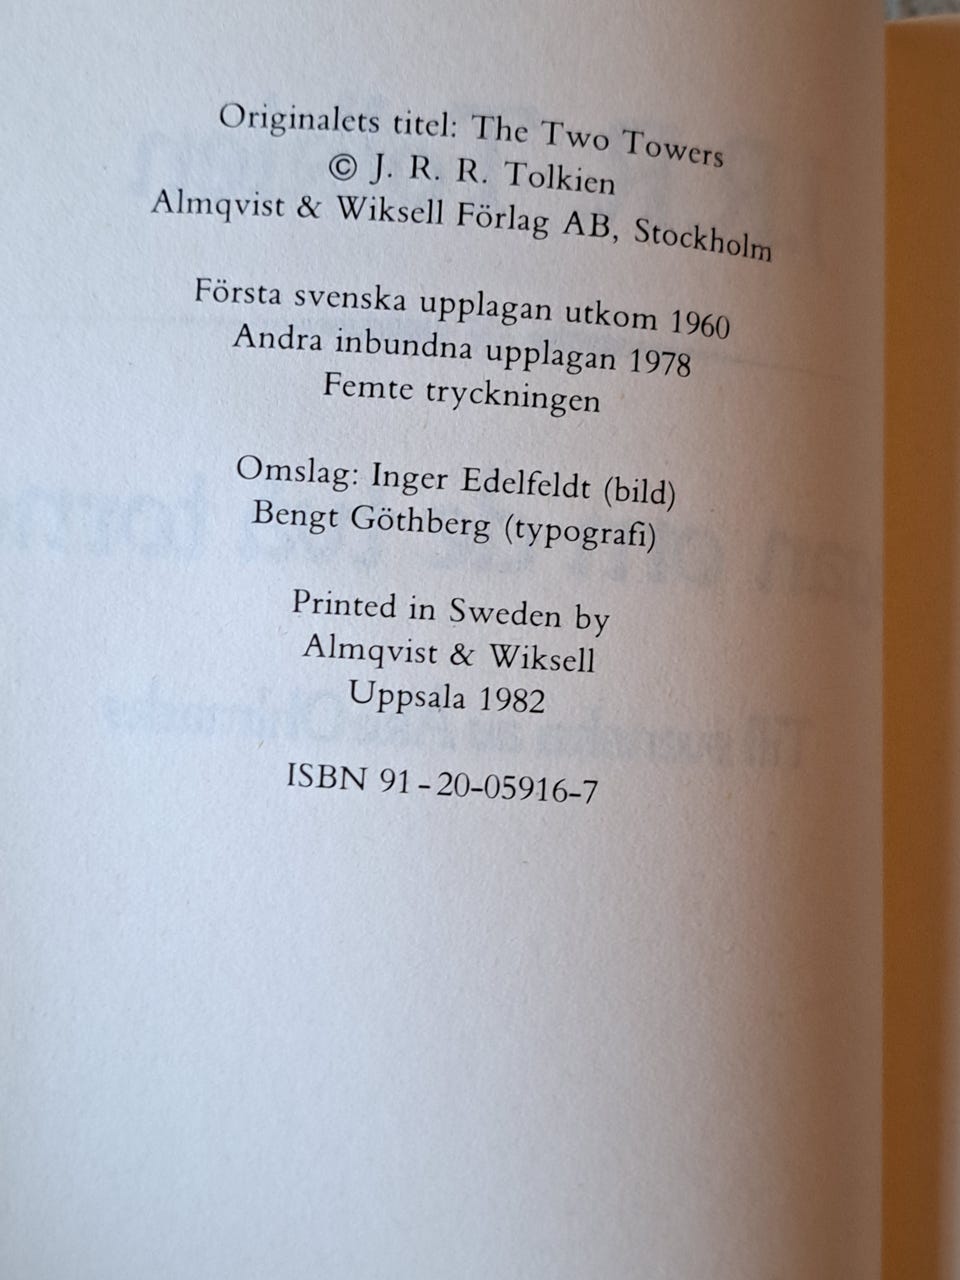 Originalets titel: The Two Towers
© J. R. R. Tolkien
Almqvist & Wiksell Förlag AB, Stockholm
Första svenska upplagan utkom 1960
Andra inbundna upplagan 1978
Femte tryckningen
Omslag: Inger Edelfeldt (bild)
Bengt Göthberg (typografi)
Printed in Sweden by
Almqvist & Wiksell
Uppsala 1982
ISBN 91-20-05916-7